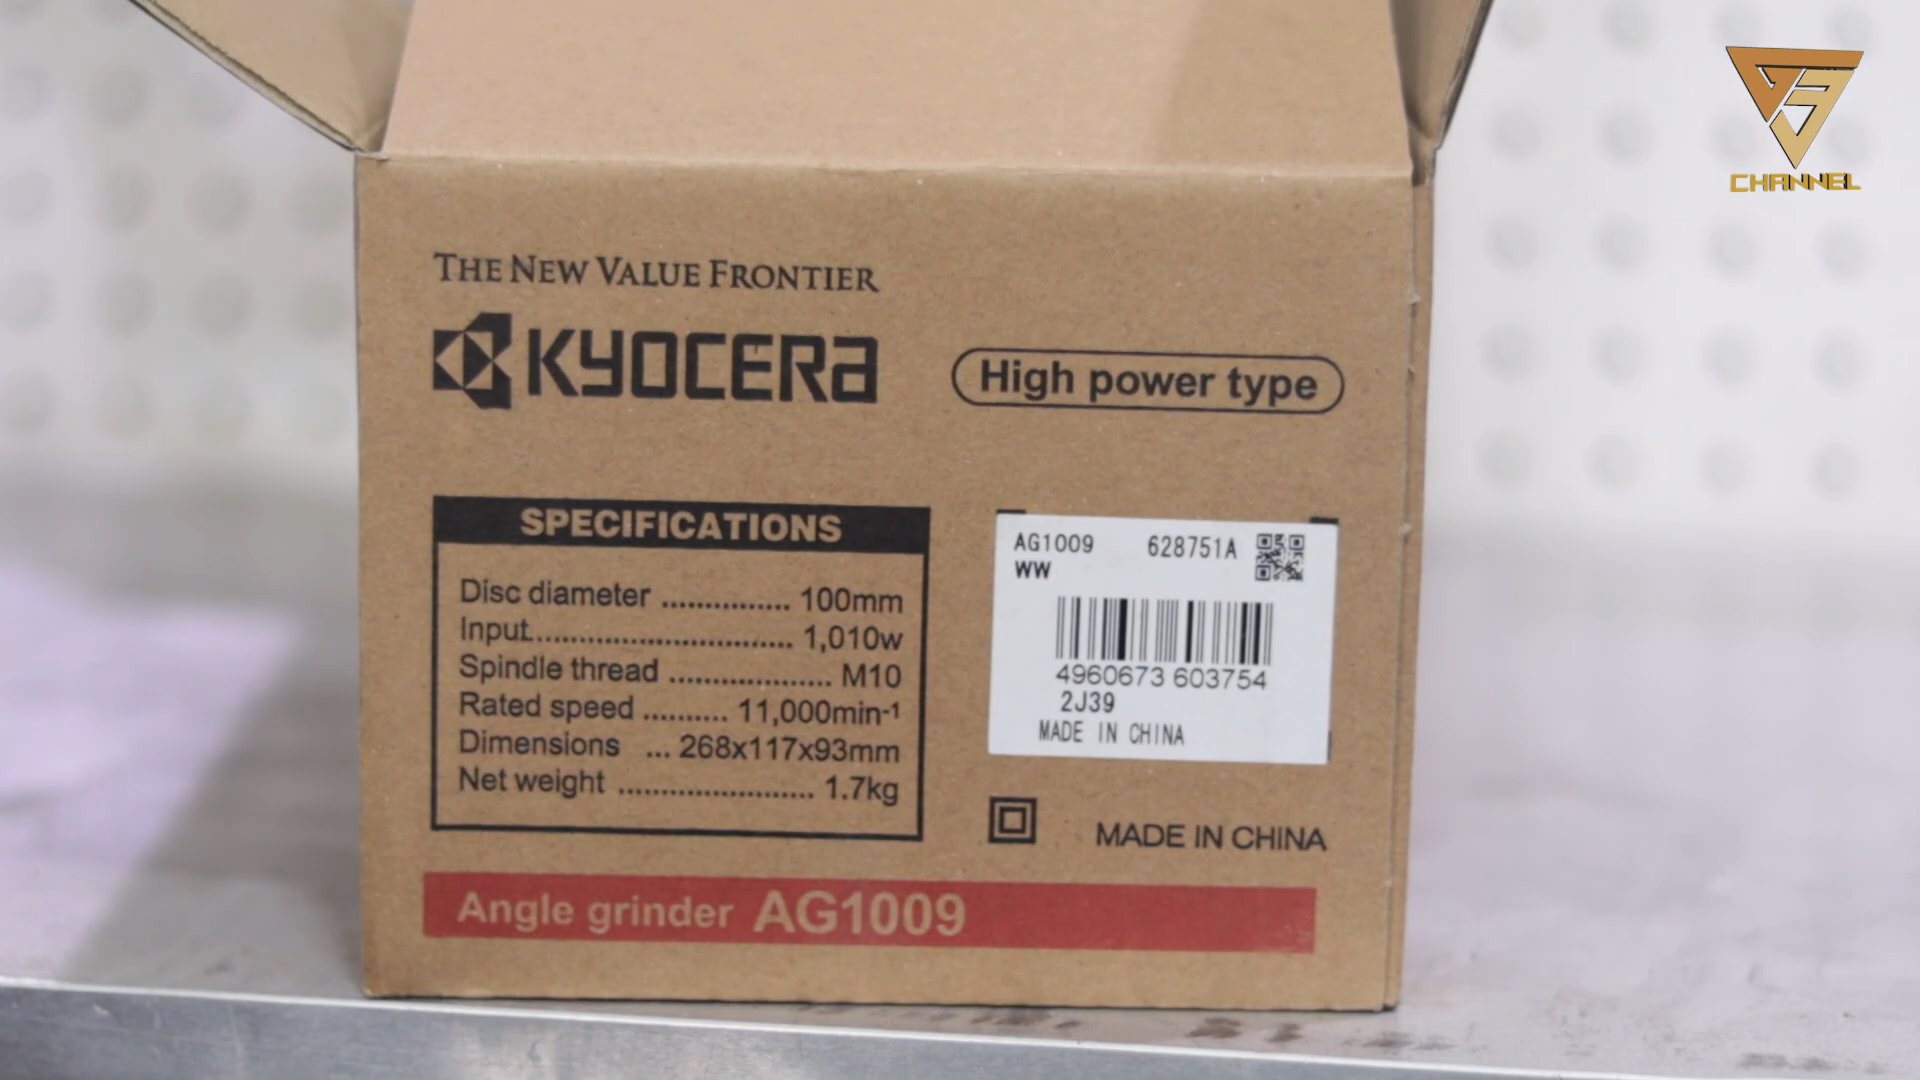 THE NEW VALUE FRONTIER
KYOCERA
High power type
SPECIFICATIONS
Disc diameter ............... 100mm
Input.............................. 1,010w
Spindle thread ................... M10
Rated speed .......... 11,000min-¹
Dimensions ... 268x117x93mm
Net weight ....................... 1.7kg
AG1009 628751A
WW
4960673 603754
2J39
MADE IN CHINA
MADE IN CHINA
Angle grinder AG1009
CHANNEL